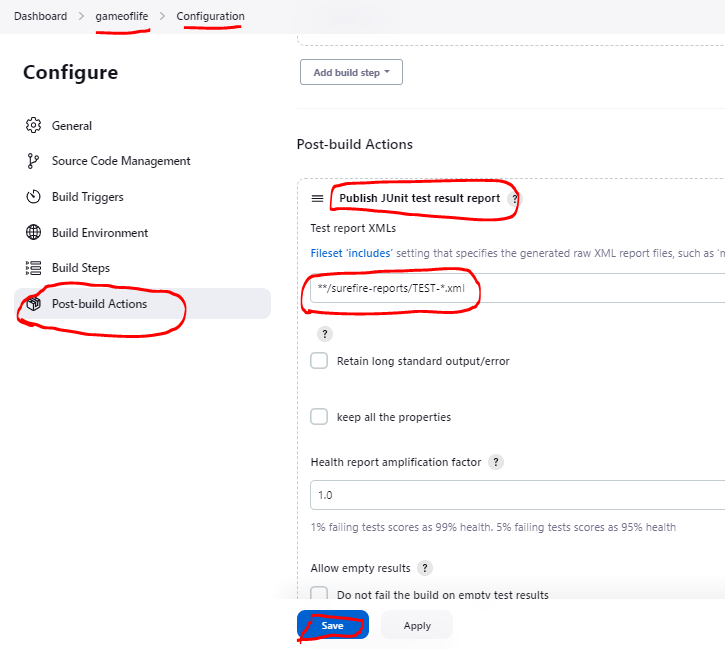 Dashboard > gameoflife > Configuration
Configure
General
Source Code Management
Build Triggers
Build Environment
Build Steps
Post-build Actions
Add build step
Post-build Actions
Publish JUnit test result report ?
Test report XMLs
Fileset 'includes' setting that specifies the generated raw XML report files, such as
**/surefire-reports/TEST-*.xml
?
Retain long standard output/error
keep all the properties
Health report amplification factor ?
1.0
1% failing tests scores as 99% health. 5% failing tests scores as 95% health
Allow empty results ?
Do not fail the build on empty test results
Save Apply